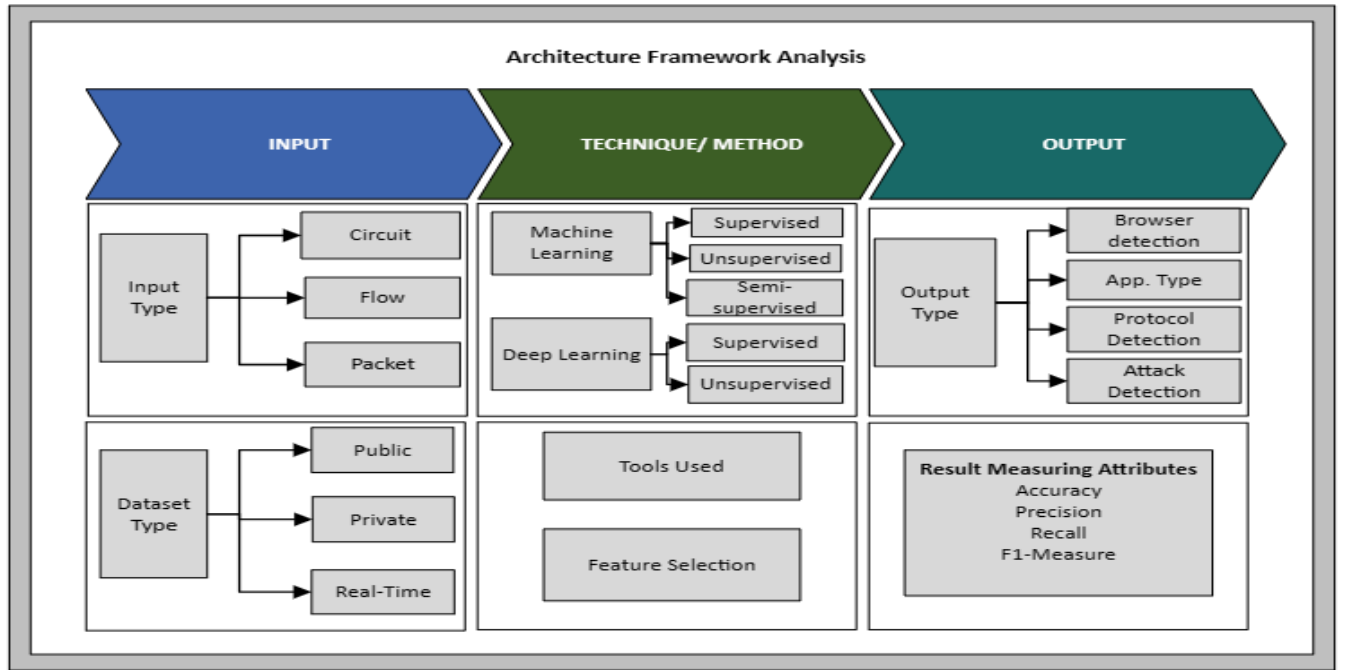 Architecture Framework Analysis
INPUT
TECHNIQUE/ METHOD
OUTPUT
Input
Type
Circuit
Flow
Packet
Machine
Learning
Supervised
Unsupervised
Semi-
supervised
Deep Learning
Supervised
Unsupervised
Output
Type
Browser
detection
App. Type
Protocol
Detection
Attack
Detection
Dataset
Type
Public
Private
Real-Time
Tools Used
Feature Selection
Result Measuring Attributes
Accuracy
Precision
Recall
F1-Measure